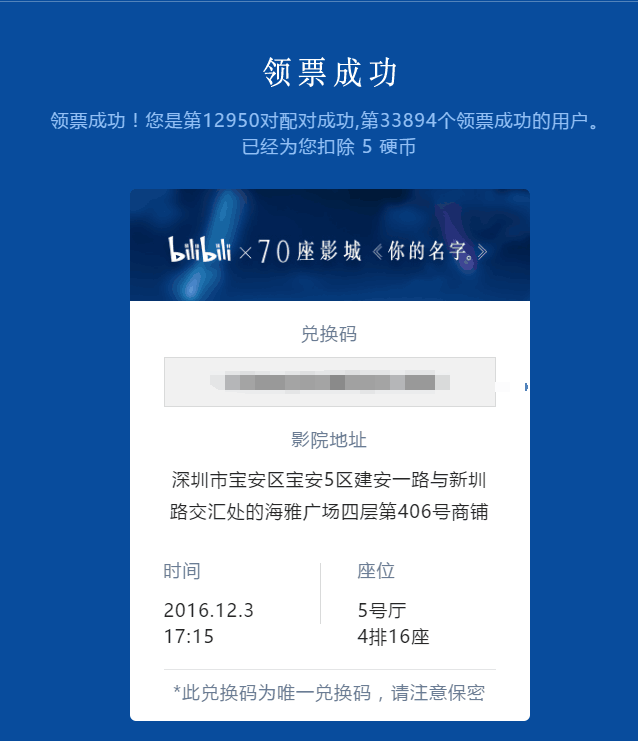 领票成功
领票成功！您是第12950对配对成功,第33894个领票成功的用户。
已经为您扣除 5 硬币
bilibili × 70座影城《你的名字。》
兑换码
影院地址
深圳市宝安区宝安5区建安一路与新圳
路交汇处的海雅广场四层第406号商铺
时间
2016.12.3
17:15
座位
5号厅
4排16座
*此兑换码为唯一兑换码，请注意保密